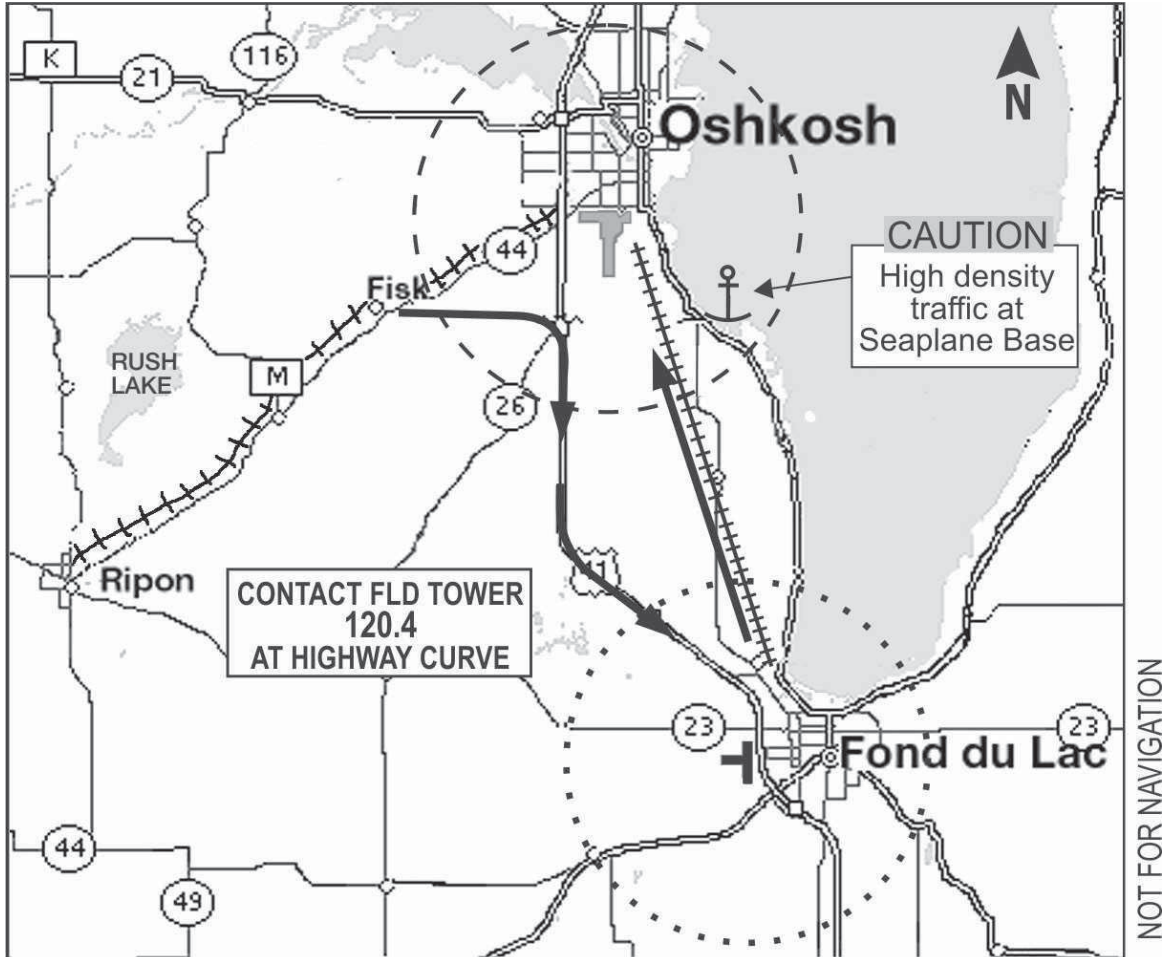 K
116
21
Oshkosh
N
CAUTION
High density
traffic at
Seaplane Base
44
Fisk
RUSH
LAKE
M
26
41
Ripon
CONTACT FLD TOWER
120.4
AT HIGHWAY CURVE
23
23
Fond du Lac
44
49
NOT FOR NAVIGATION